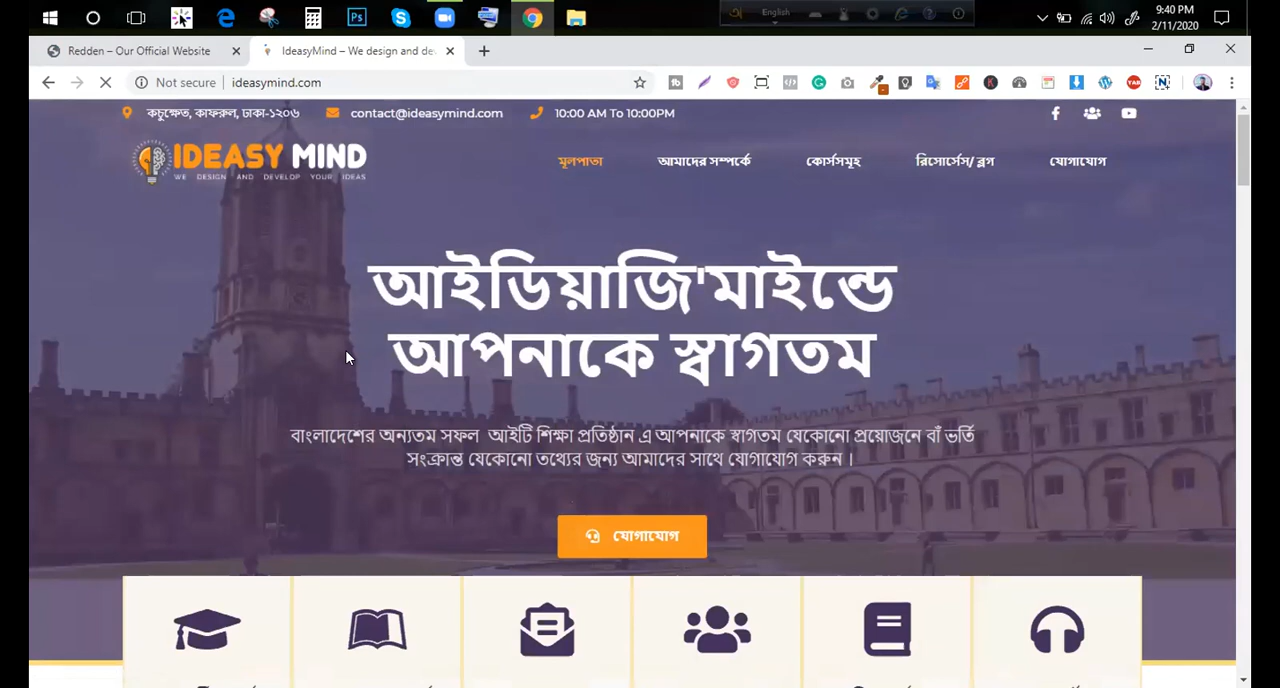 English
9:40 PM
2/11/2020
Redden – Our Official Website
IdeasyMind – We design and de
Not secure
ideasymind.com
কচুক্ষেত, কাফরুল, ঢাকা-১২০৬
contact@ideasymind.com
10:00 AM To 10:00PM
IDEASY MIND
WE DESIGN AND DEVELOP YOUR IDEAS
মূলপাতা
আমাদের সম্পর্কে
কোর্সসমূহ
রিসোর্সেস/ ব্লগ
যোগাযোগ
আইডিয়াজি'মাইন্ডে
আপনাকে স্বাগতম
বাংলাদেশের অন্যতম সফল আইটি শিক্ষা প্রতিষ্ঠান এ আপনাকে স্বাগতম যেকোনো প্রয়োজনে বাঁ ভর্তি
সংক্রান্ত যেকোনো তথ্যের জন্য আমাদের সাথে যোগাযোগ করুন ।
যোগাযোগ